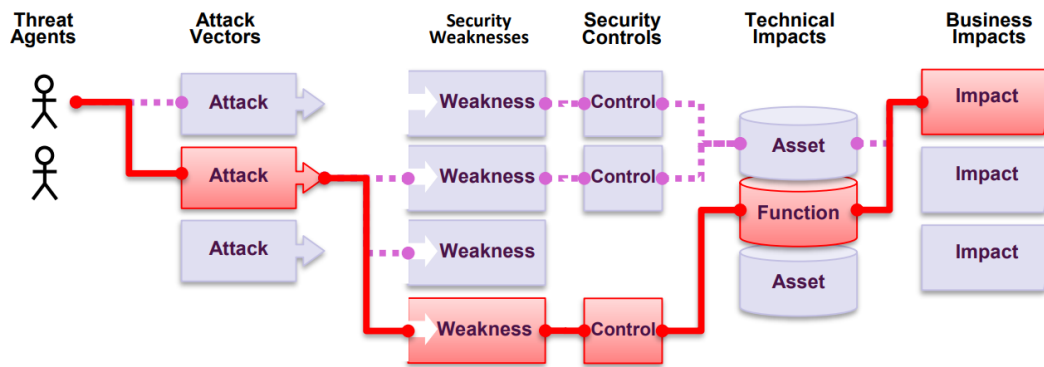 Threat
Agents
Attack
Vectors
Security
Weaknesses
Security
Controls
Technical
Impacts
Business
Impacts
Attack
Weakness
Control
Impact
Asset
Attack
Weakness
Control
Impact
Function
Attack
Weakness
Impact
Asset
Weakness
Control